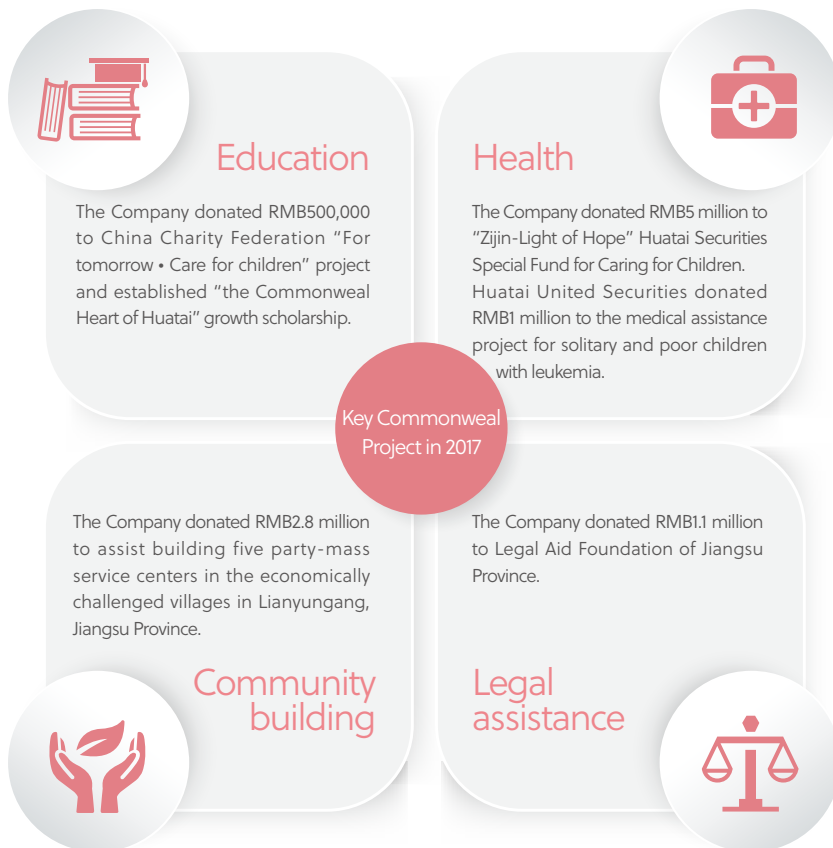 Education
The Company donated RMB500,000
to China Charity Federation “For
tomorrow • Care for children” project
and established “the Commonweal
Heart of Huatai” growth scholarship.
Health
The Company donated RMB5 million to
“Zijin-Light of Hope” Huatai Securities
Special Fund for Caring for Children.
Huatai United Securities donated
RMB1 million to the medical assistance
project for solitary and poor children
with leukemia.
Key Commonweal
Project in 2017
The Company donated RMB2.8 million
to assist building five party-mass
service centers in the economically
challenged villages in Lianyungang,
Jiangsu Province.
Community
building
The Company donated RMB1.1 million
to Legal Aid Foundation of Jiangsu
Province.
Legal
assistance